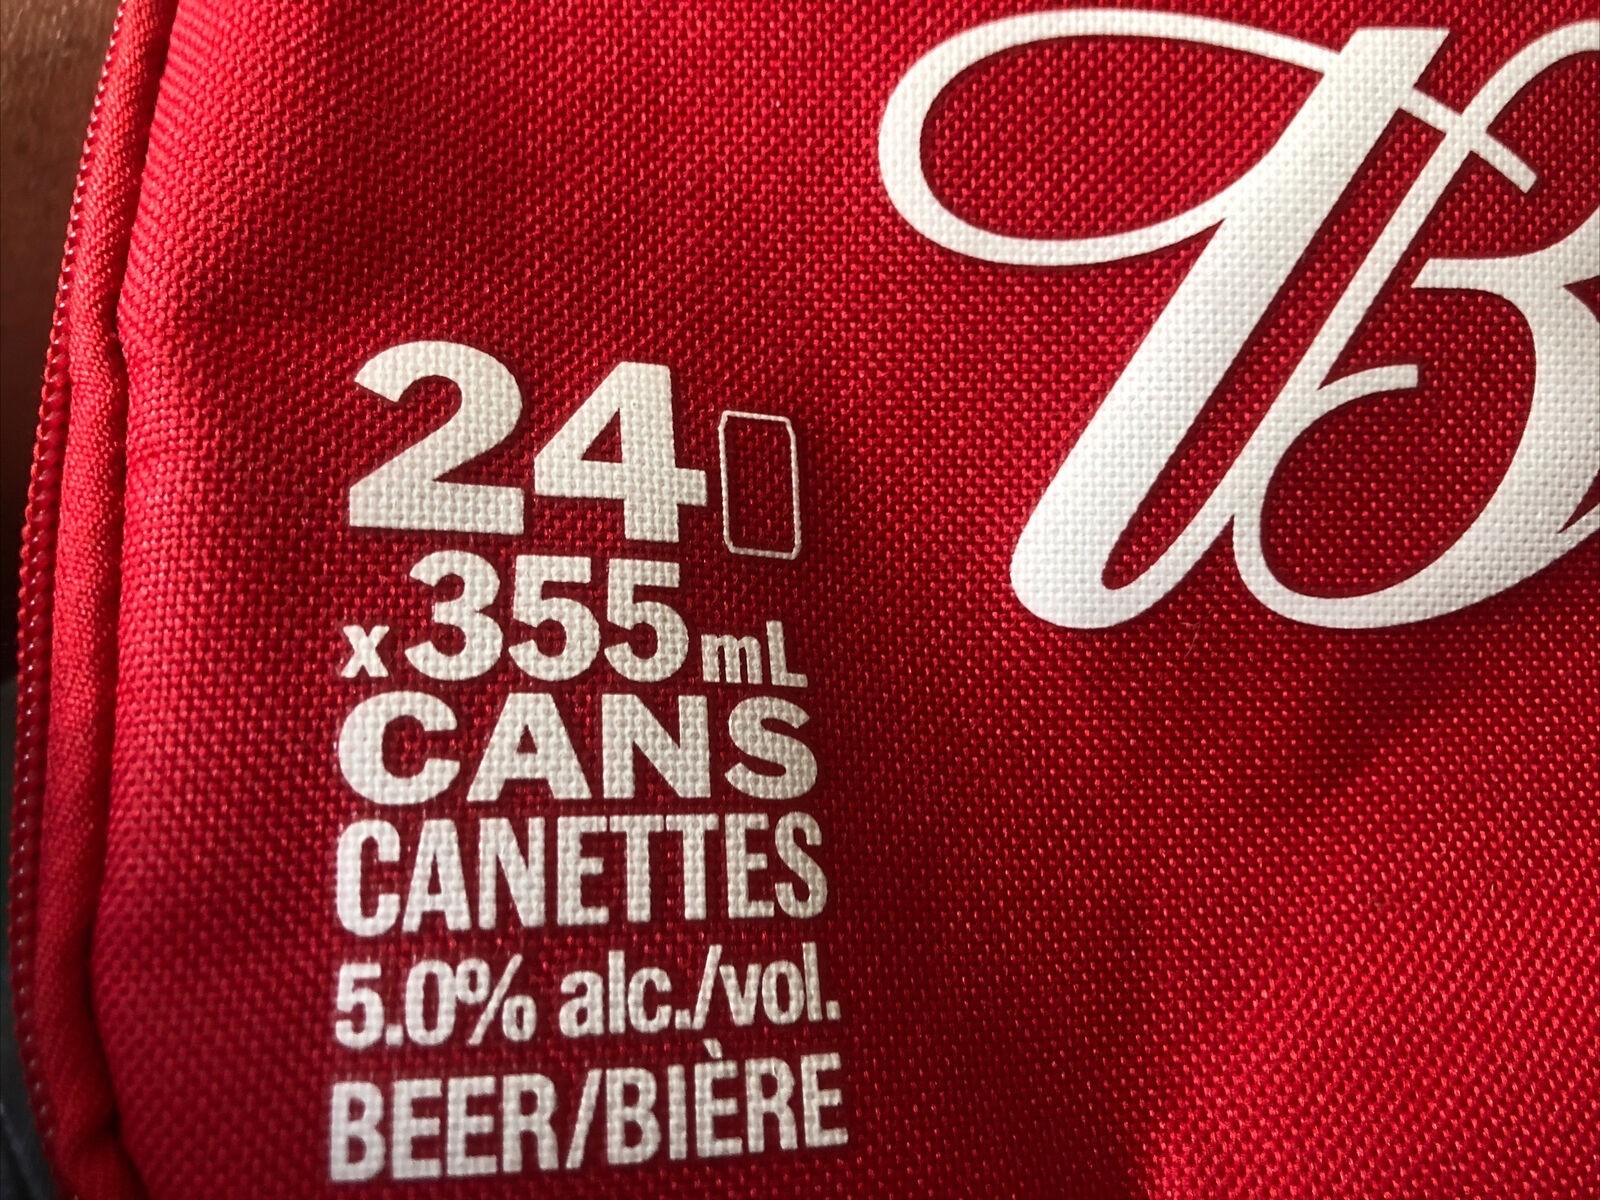 B
24
x 355 mL
CANS
CANETTES
5.0% alc./vol.
BEER/BIÈRE